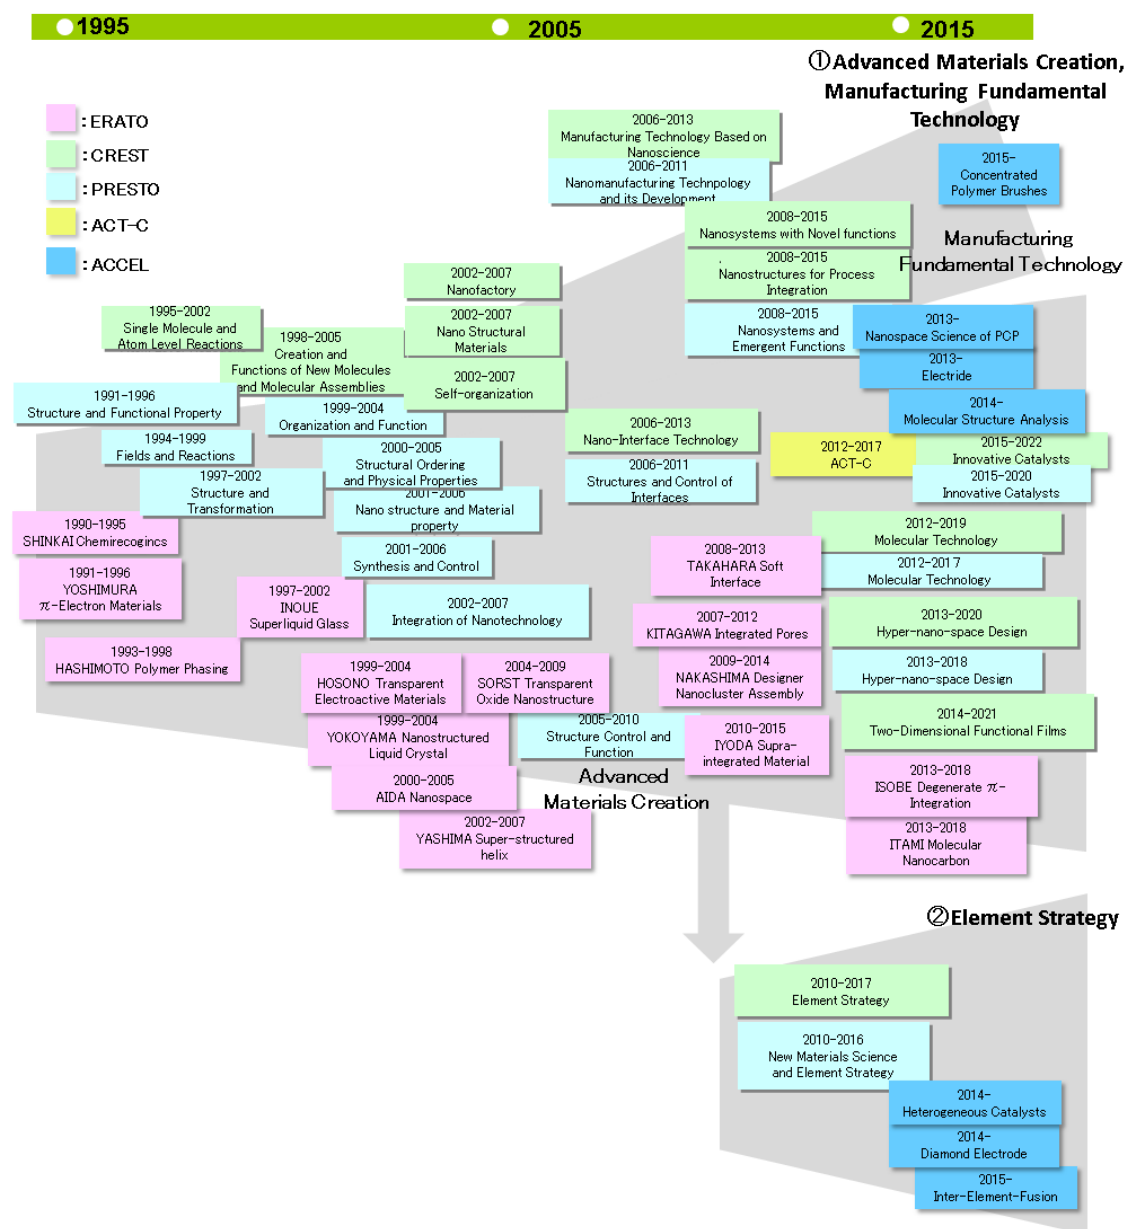 1995
2005
2015
①Advanced Materials Creation,
Manufacturing Fundamental
Technology
:ERATO
:CREST
:PRESTO
:ACT-C
:ACCEL
2006-2013
Manufacturing Technology Based on
Nanoscience
2006-2011
Nanomanufacturing Technpology
and its Development
2015-
Concentrated
Polymer Brushes
2008-2015
Nanosystems with Novel functions
Manufacturing
Fundamental Technology
2008-2015
Nanostructures for Process
Integration
2002-2007
Nanofactory
1995-2002
Single Molecule and
Atom Level Reactions
1998-2005
Creation and
Functions of New Molecules
and Molecular Assemblies
2002-2007
Nano Structural
Materials
2008-2015
Nanosystems and
Emergent Functions
2013-
Nanospace Science of PCP
2013-
Electride
2002-2007
Self-organization
1991-1996
Structure and Functional Property
1999-2004
Organization and Function
2014-
Molecular Structure Analysis
1994-1999
Fields and Reactions
2000-2005
Structural Ordering
and Physical Properties
2006-2013
Nano-Interface Technology
2012-2017
ACT-C
2015-2022
Innovative Catalysts
1997-2002
Structure and
Transformation
2006-2011
Structures and Control of
Interfaces
2015-2020
Innovative Catalysts
2001-2006
Nano structure and Material
property
1990-1995
SHINKAI Chemirecogincs
2012-2019
Molecular Technology
2001-2006
Synthesis and Control
2008-2013
TAKAHARA Soft
Interface
2012-2017
Molecular Technology
1991-1996
YOSHIMURA
π-Electron Materials
1997-2002
INOUE
Superliquid Glass
2002-2007
Integration of Nanotechnology
2007-2012
KITAGAWA Integrated Pores
2013-2020
Hyper-nano-space Design
1993-1998
HASHIMOTO Polymer Phasing
1999-2004
HOSONO Transparent
Electroactive Materials
2004-2009
SORST Transparent
Oxide Nanostructure
2009-2014
NAKASHIMA Designer
Nanocluster Assembly
2013-2018
Hyper-nano-space Design
1999-2004
YOKOYAMA Nanostructured
Liquid Crystal
2005-2010
Structure Control and
Function
2010-2015
IYODA Supra-
integrated Material
2014-2021
Two-Dimensional Functional Films
2000-2005
AIDA Nanospace
Advanced
Materials Creation
2013-2018
ISOBE Degenerate π-
Integration
2002-2007
YASHIMA Super-structured
helix
2013-2018
ITAMI Molecular
Nanocarbon
②Element Strategy
2010-2017
Element Strategy
2010-2016
New Materials Science
and Element Strategy
2014-
Heterogeneous Catalysts
2014-
Diamond Electrode
2015-
Inter-Element-Fusion